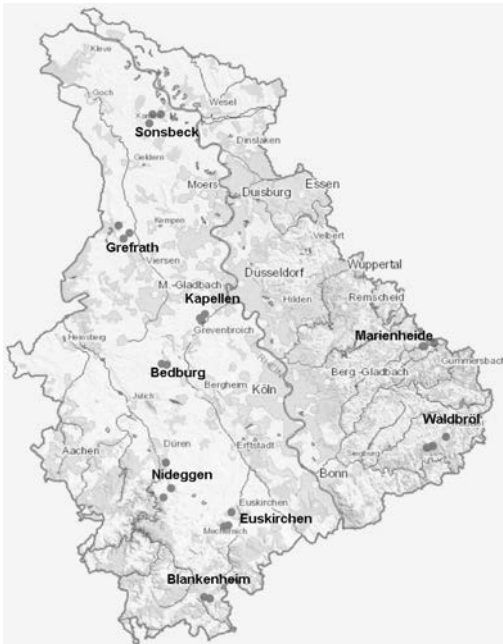 Kleve
Goch
Wesel
Sonsbeck
Dinslaken
Geldern
Moers
Duisburg
Essen
Kempen
Velbert
Grefrath
Viersen
Wuppertal
Düsseldorf
M.-Gladbach
Hilden
Remscheid
Kapellen
Grevenbroich
Heinsberg
Marienheide
Gummersbach
Bedburg
Berg.-Gladbach
Bergheim
Köln
Jülich
Waldbröl
Düren
Erftstadt
Aachen
Siegburg
Bonn
Nideggen
Euskirchen
Euskirchen
Mechernich
Blankenheim